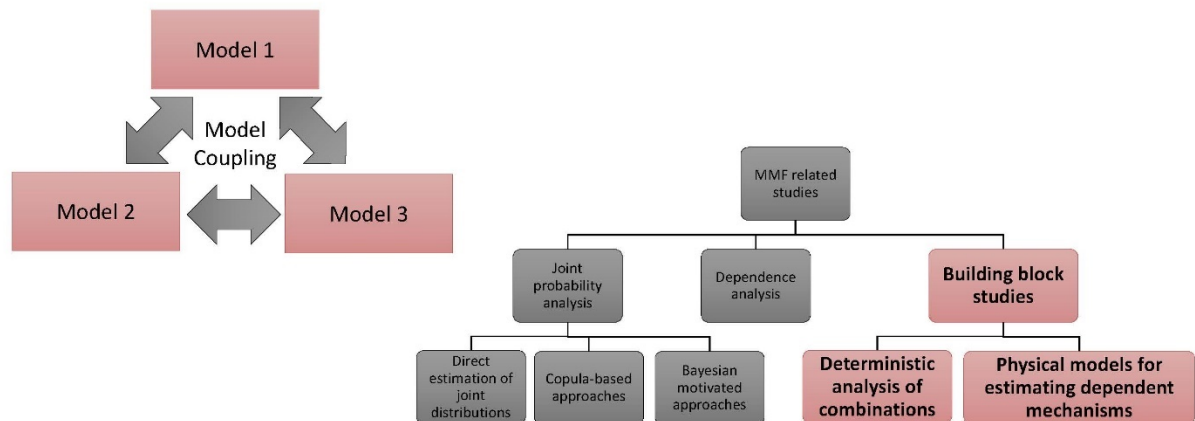 Model 1
Model
Coupling
Model 2
Model 3
MMF related
studies
Joint
probability
analysis
Dependence
analysis
Building block
studies
Direct
estimation of
joint
distributions
Copula-based
approaches
Bayesian
motivated
approaches
Deterministic
analysis of
combinations
Physical models for
estimating dependent
mechanisms